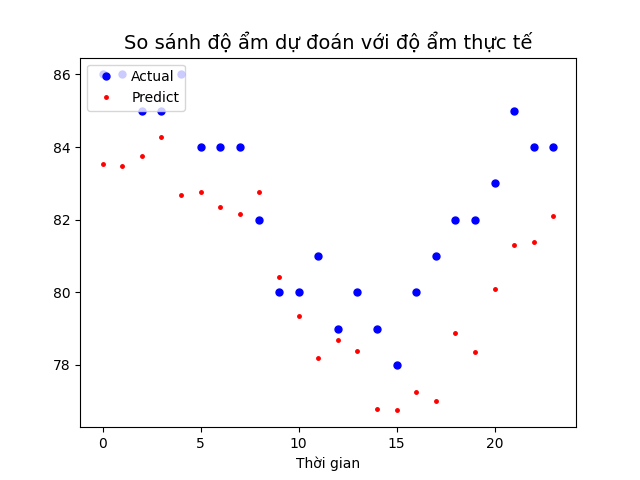 So sánh độ ẩm dự đoán với độ ẩm thực tế
86
84
82
80
78
Actual
Predict
0 5 10 15 20
Thời gian